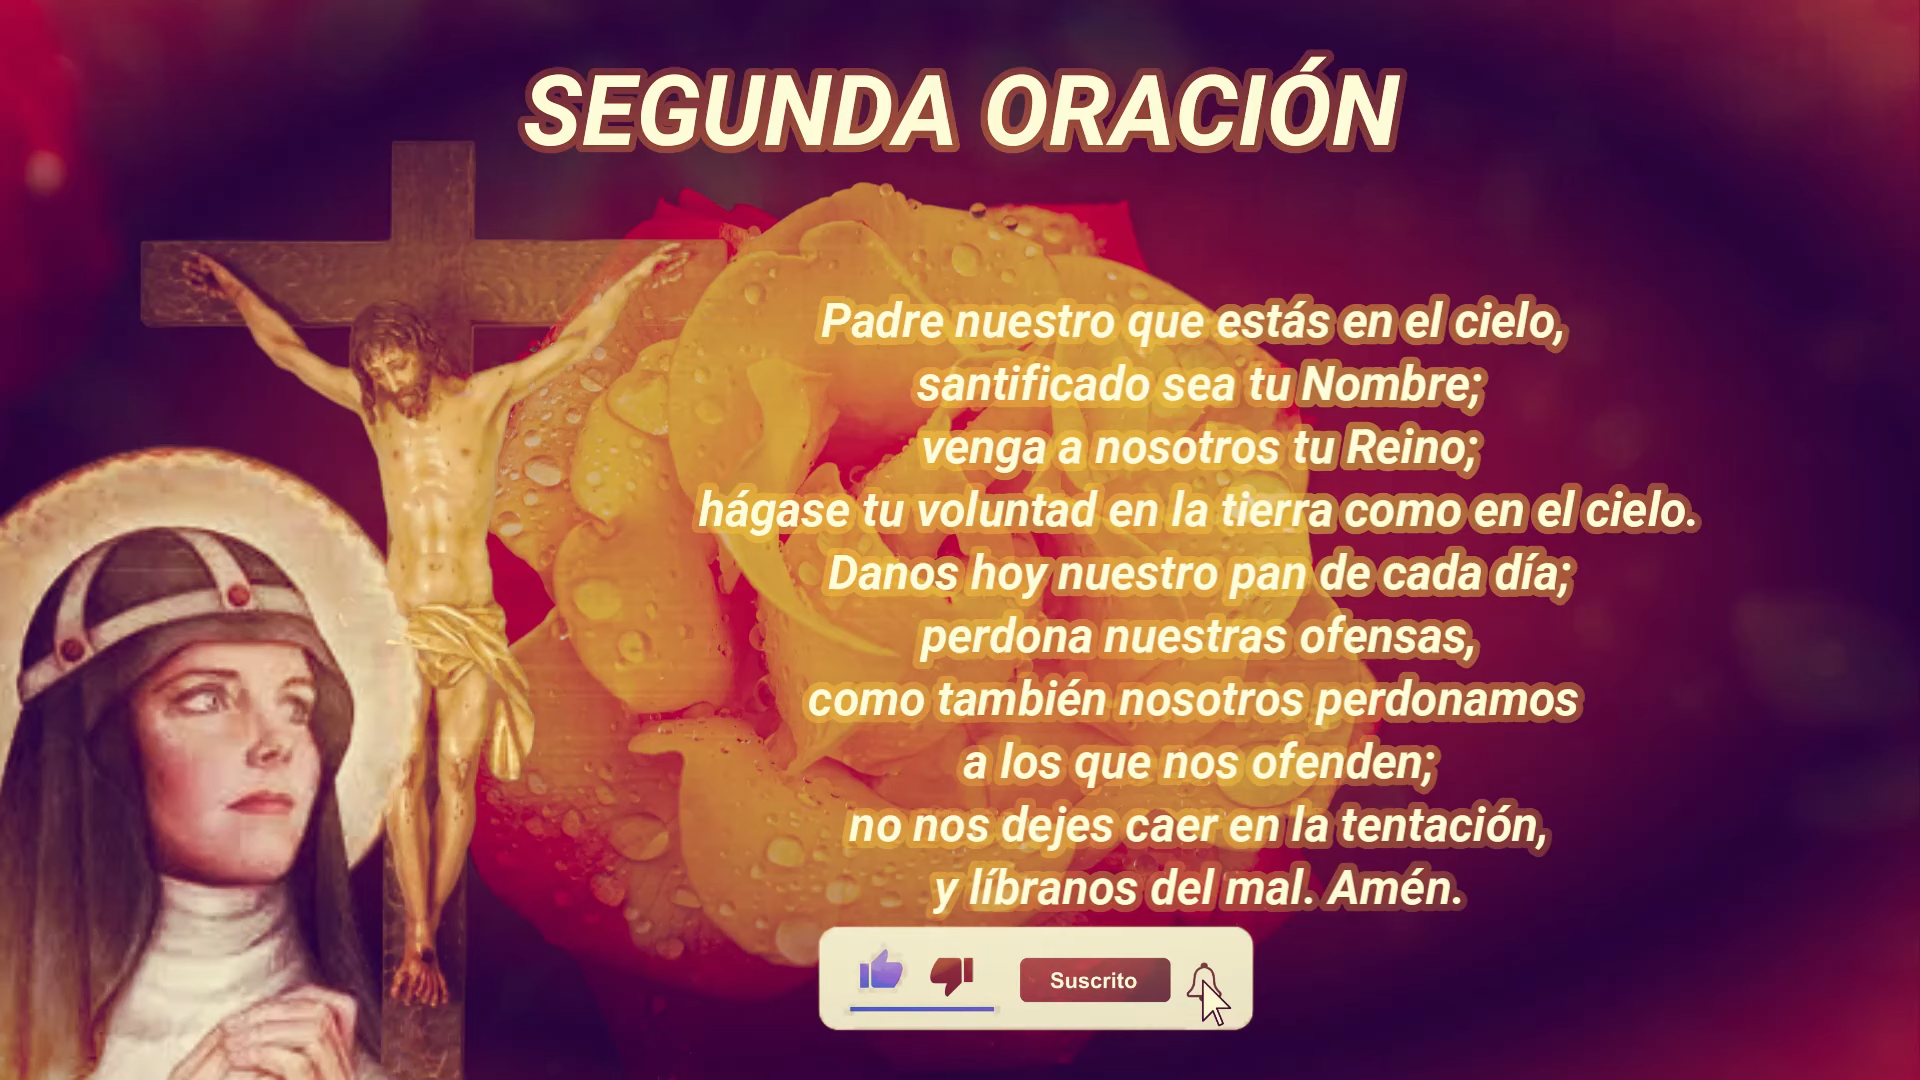 SEGUNDA ORACIÓN
Padre nuestro que estás en el cielo,
santificado sea tu Nombre;
venga a nosotros tu Reino;
hágase tu voluntad en la tierra como en el cielo.
Danos hoy nuestro pan de cada día;
perdona nuestras ofensas,
como también nosotros perdonamos
a los que nos ofenden;
no nos dejes caer en la tentación,
y líbranos del mal. Amén.
Suscrito